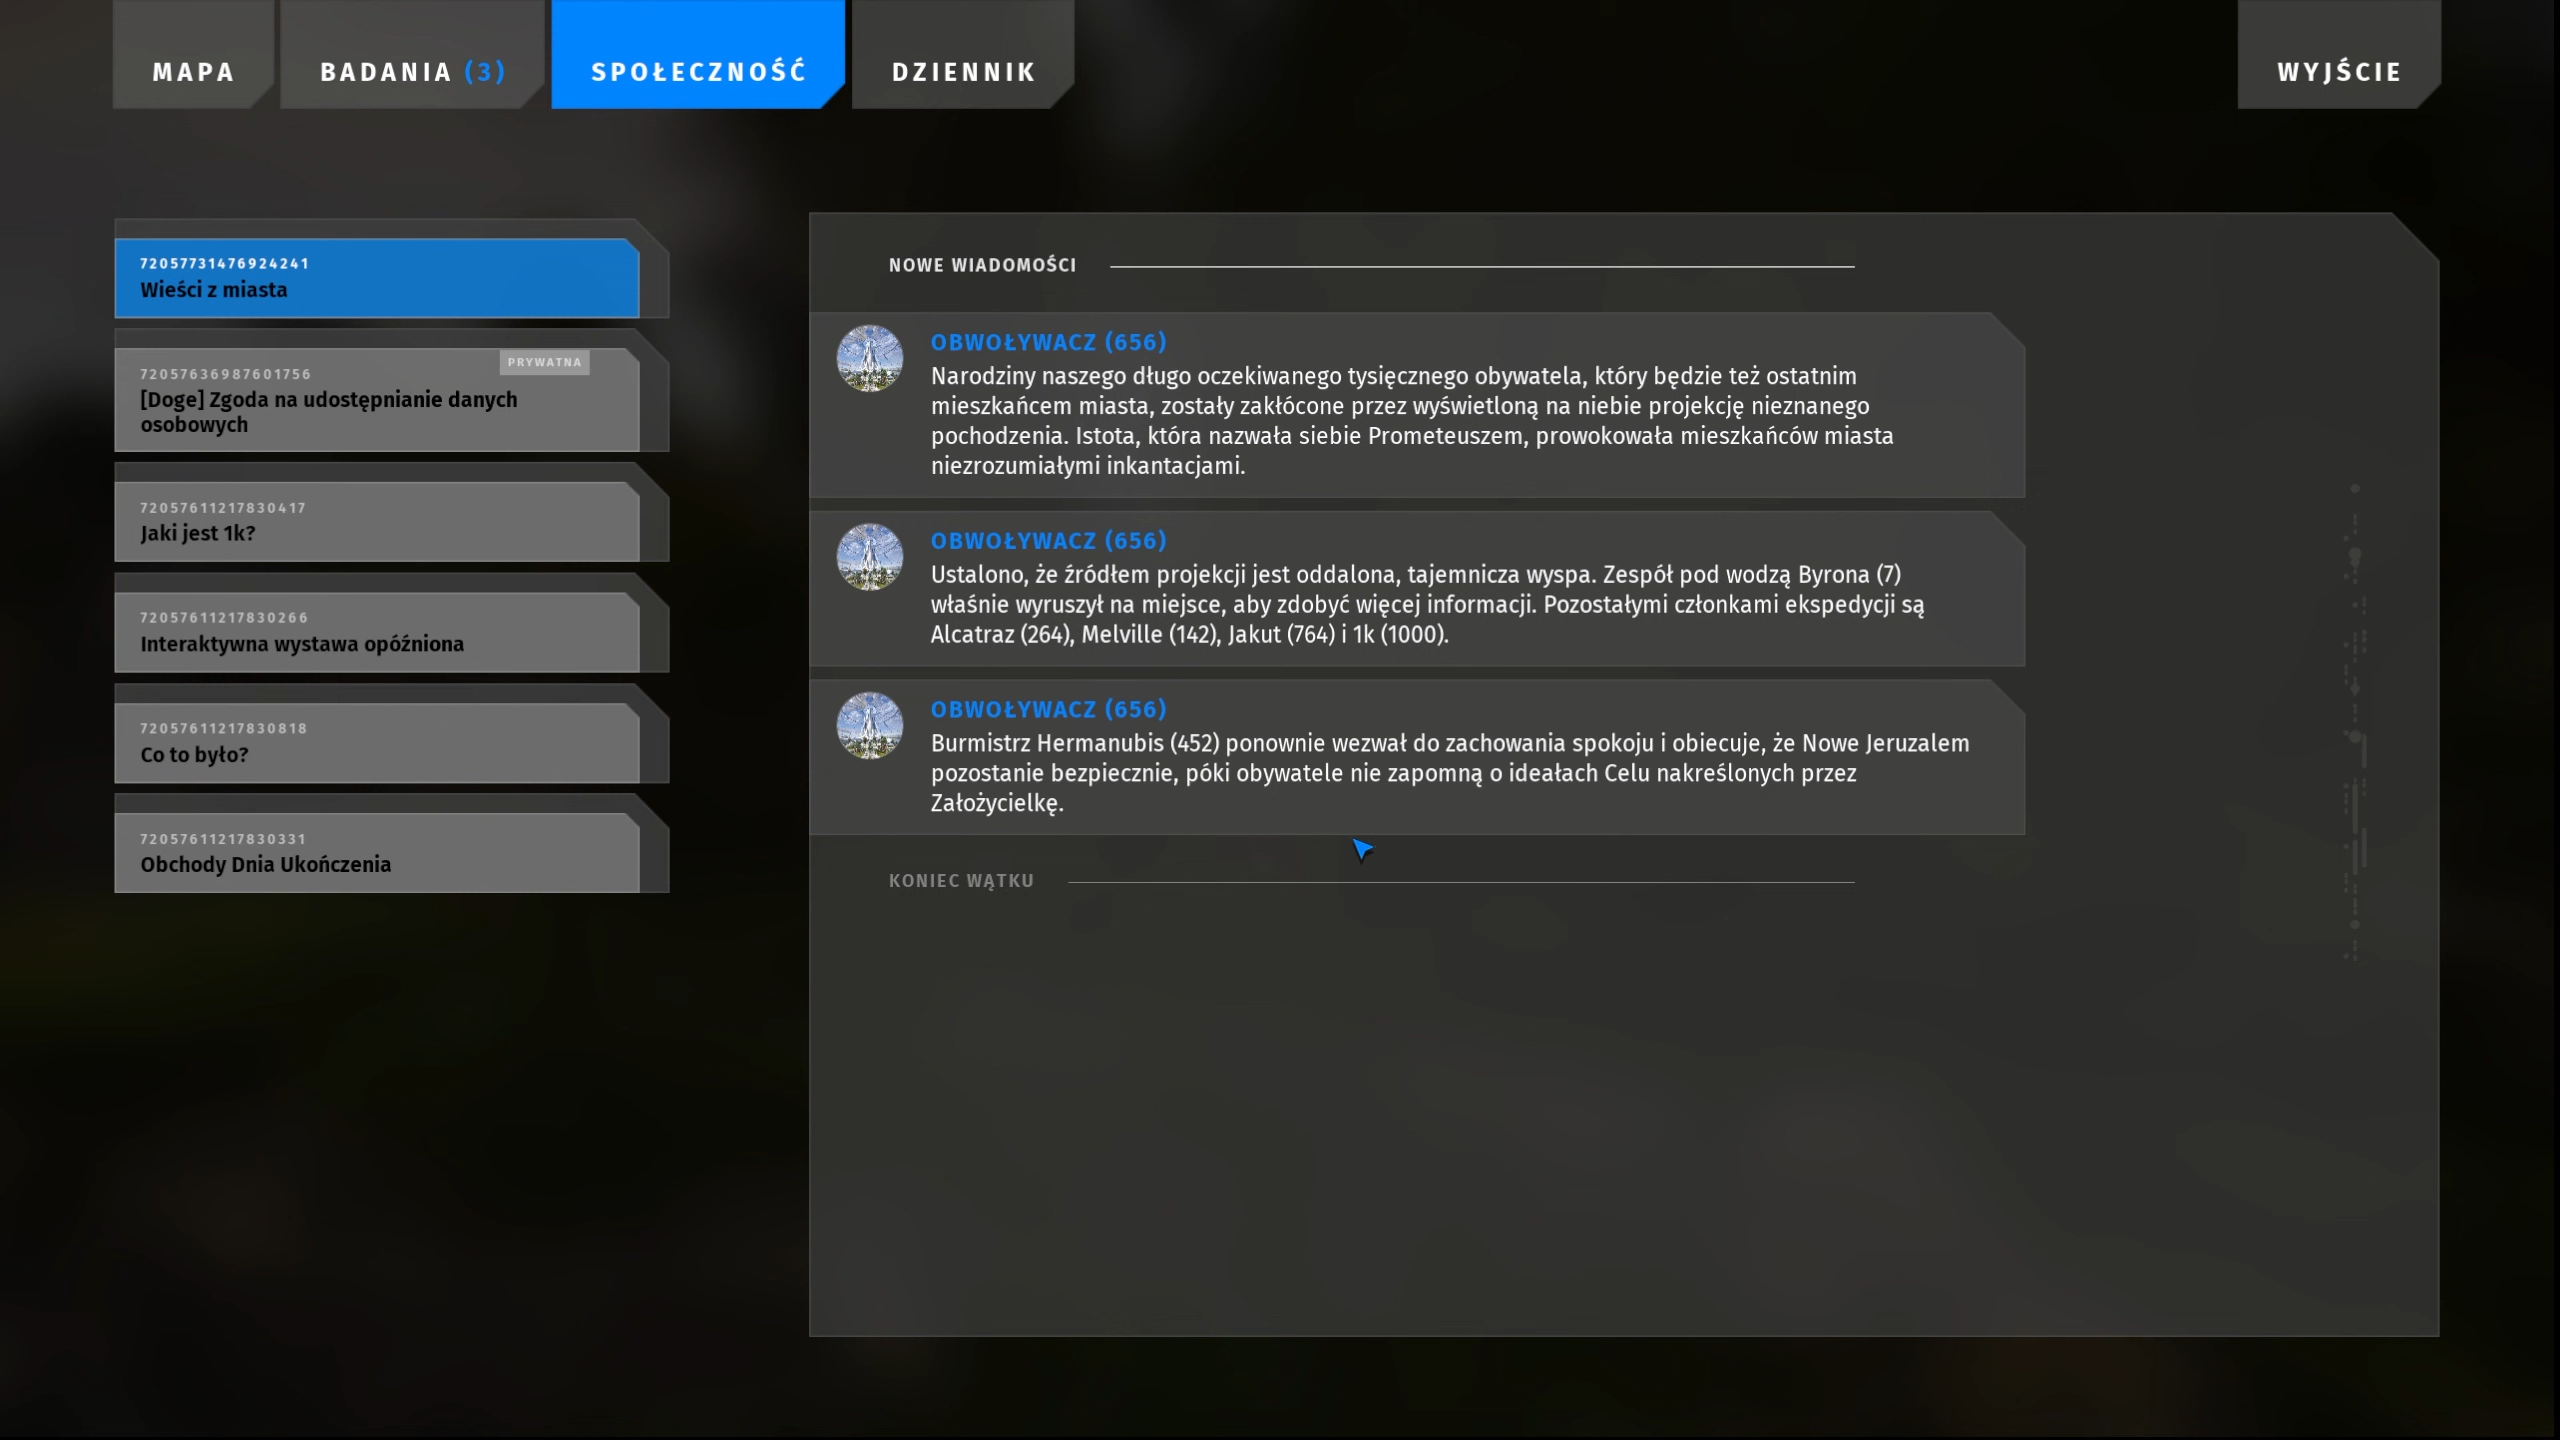 MAPA
BADANIA (3)
SPOŁECZNOŚĆ
DZIENNIK
WYJŚCIE
72057731476924241
Wieści z miasta
PRYWATNA
72057636987601756
[Doge] Zgoda na udostępnianie danych
osobowych
72057611217830417
Jaki jest 1k?
72057611217830266
Interaktywna wystawa opóźniona
72057611217830818
Co to było?
72057611217830331
Obchody Dnia Ukończenia
NOWE WIADOMOŚCI
OBWOŁYWACZ (656)
Narodziny naszego długo oczekiwanego tysięcznego obywatela, który będzie też ostatnim
mieszkańcem miasta, zostały zakłócone przez wyświetloną na niebie projekcję nieznanego
pochodzenia. Istota, która nazwała siebie Prometeuszem, prowokowała mieszkańców miasta
niezrozumiałymi inkantacjami.
OBWOŁYWACZ (656)
Ustalono, że źródłem projekcji jest oddalona, tajemnicza wyspa. Zespół pod wodzą Byrona (7)
właśnie wyruszył na miejsce, aby zdobyć więcej informacji. Pozostałymi członkami ekspedycji są
Alcatraz (264), Melville (142), Jakut (764) i 1k (1000).
OBWOŁYWACZ (656)
Burmistrz Hermanubis (452) ponownie wezwał do zachowania spokoju i obiecuje, że Nowe Jeruzalem
pozostanie bezpiecznie, póki obywatele nie zapomną o ideałach Celu nakreślonych przez
Założycielkę.
KONIEC WĄTKU